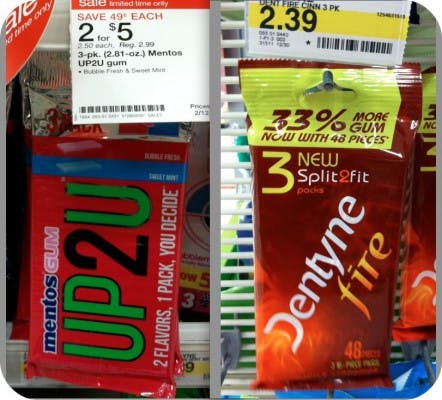 sale limited time only
SAVE 49¢ EACH
2 for $5
2.50 each, Reg. 2.99
3-pk. (2.81-oz.) Mentos
UP2U gum
• Bubble Fresh & Sweet Mint
Prices
2/12
BUBBLE FRESH
SWEET MINT
mentos GUM
UP2U
2 FLAVORS, 1 PACK, YOU DECIDE
DENT FIRE CINN 3 PK
2.39
33% MORE
GUM
NOW WITH 48 PIECES*
3 NEW
Split2fit
packs
Dentyne
fire
48 PIECES